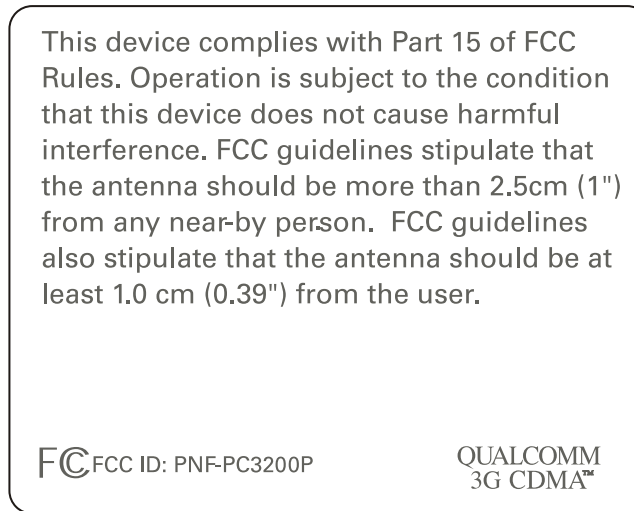 This device complies with Part 15 of FCC
Rules. Operation is subject to the condition
that this device does not cause harmful
interference. FCC guidelines stipulate that
the antenna should be more than 2.5cm (1")
from any near-by person.  FCC guidelines
also stipulate that the antenna should be at
least 1.0 cm (0.39") from the user.
FC FCC ID: PNF-PC3200P
QUALCOMM
3G CDMA™